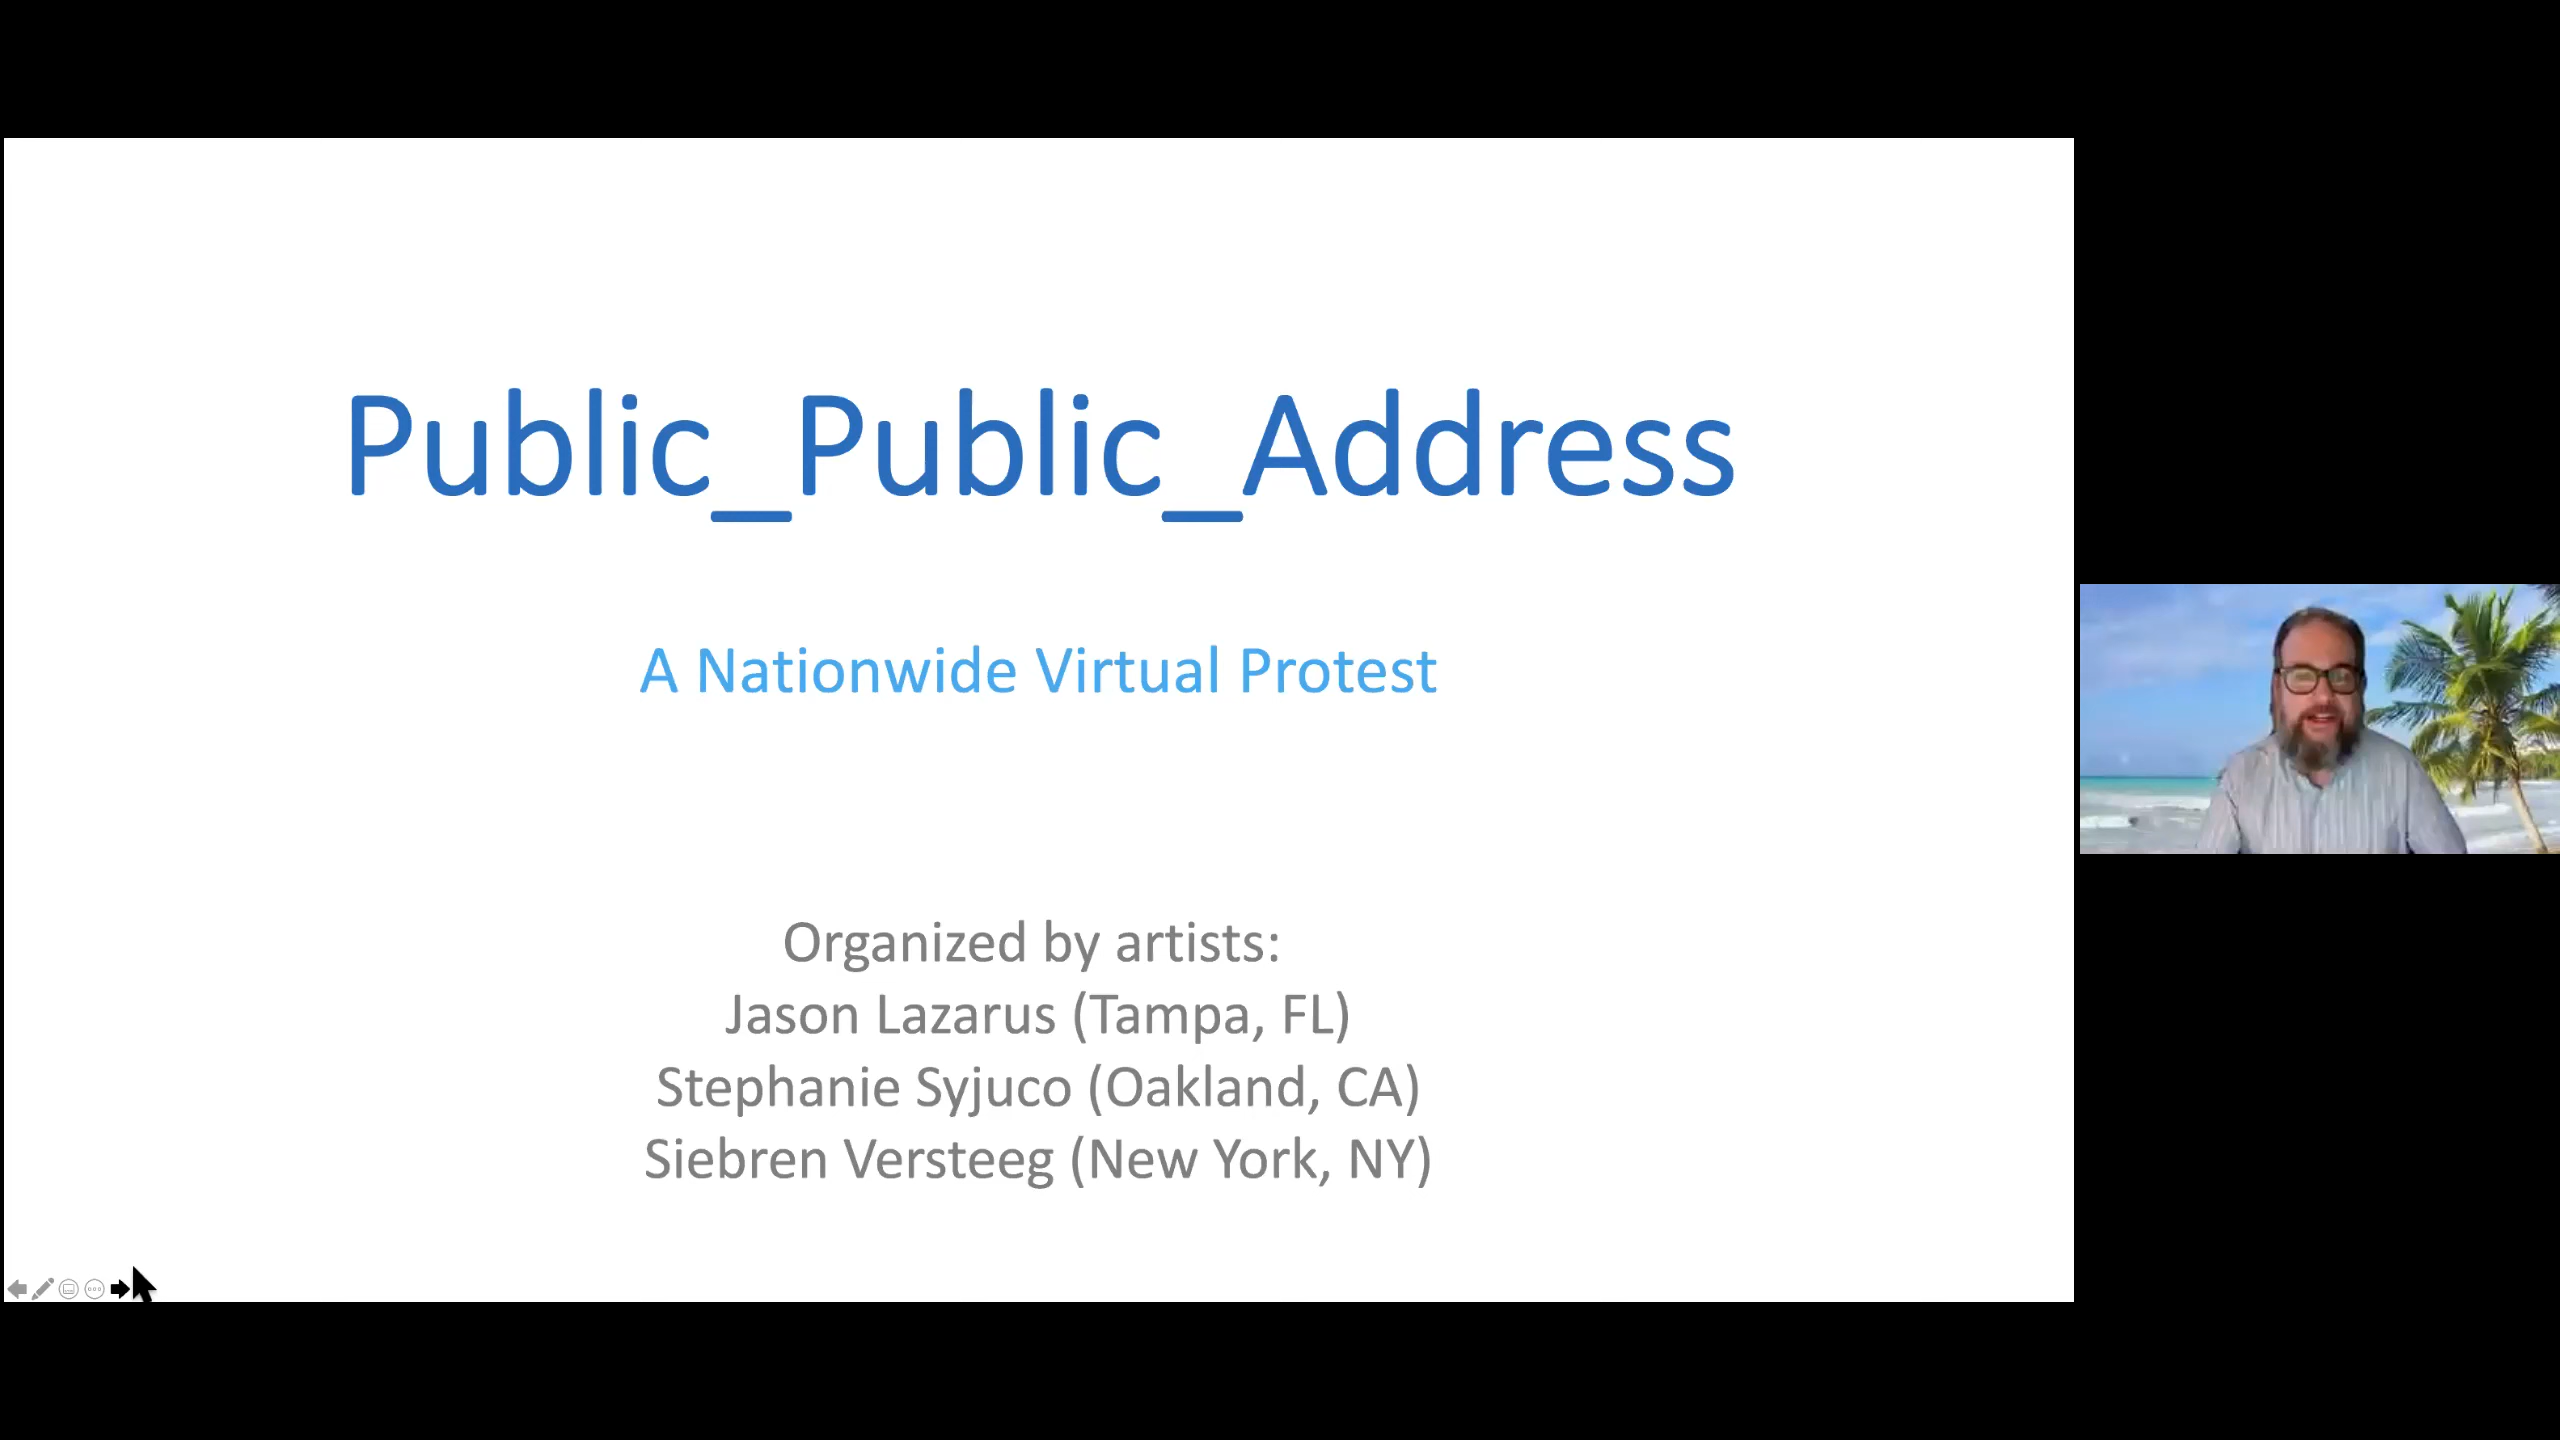 Public_Public_Address
A Nationwide Virtual Protest
Organized by artists:
Jason Lazarus (Tampa, FL)
Stephanie Syjuco (Oakland, CA)
Siebren Versteeg (New York, NY)